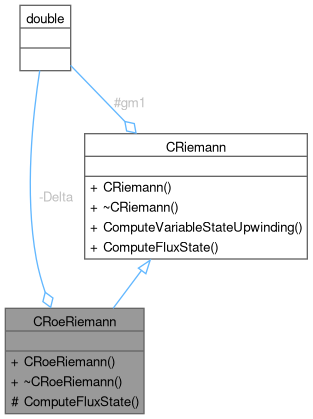 double
#gm1
CRiemann
+ CRiemann()
+ ~CRiemann()
+ ComputeVariableStateUpwinding()
+ ComputeFluxState()
-Delta
CRoeRiemann
+ CRoeRiemann()
+ ~CRoeRiemann()
# ComputeFluxState()